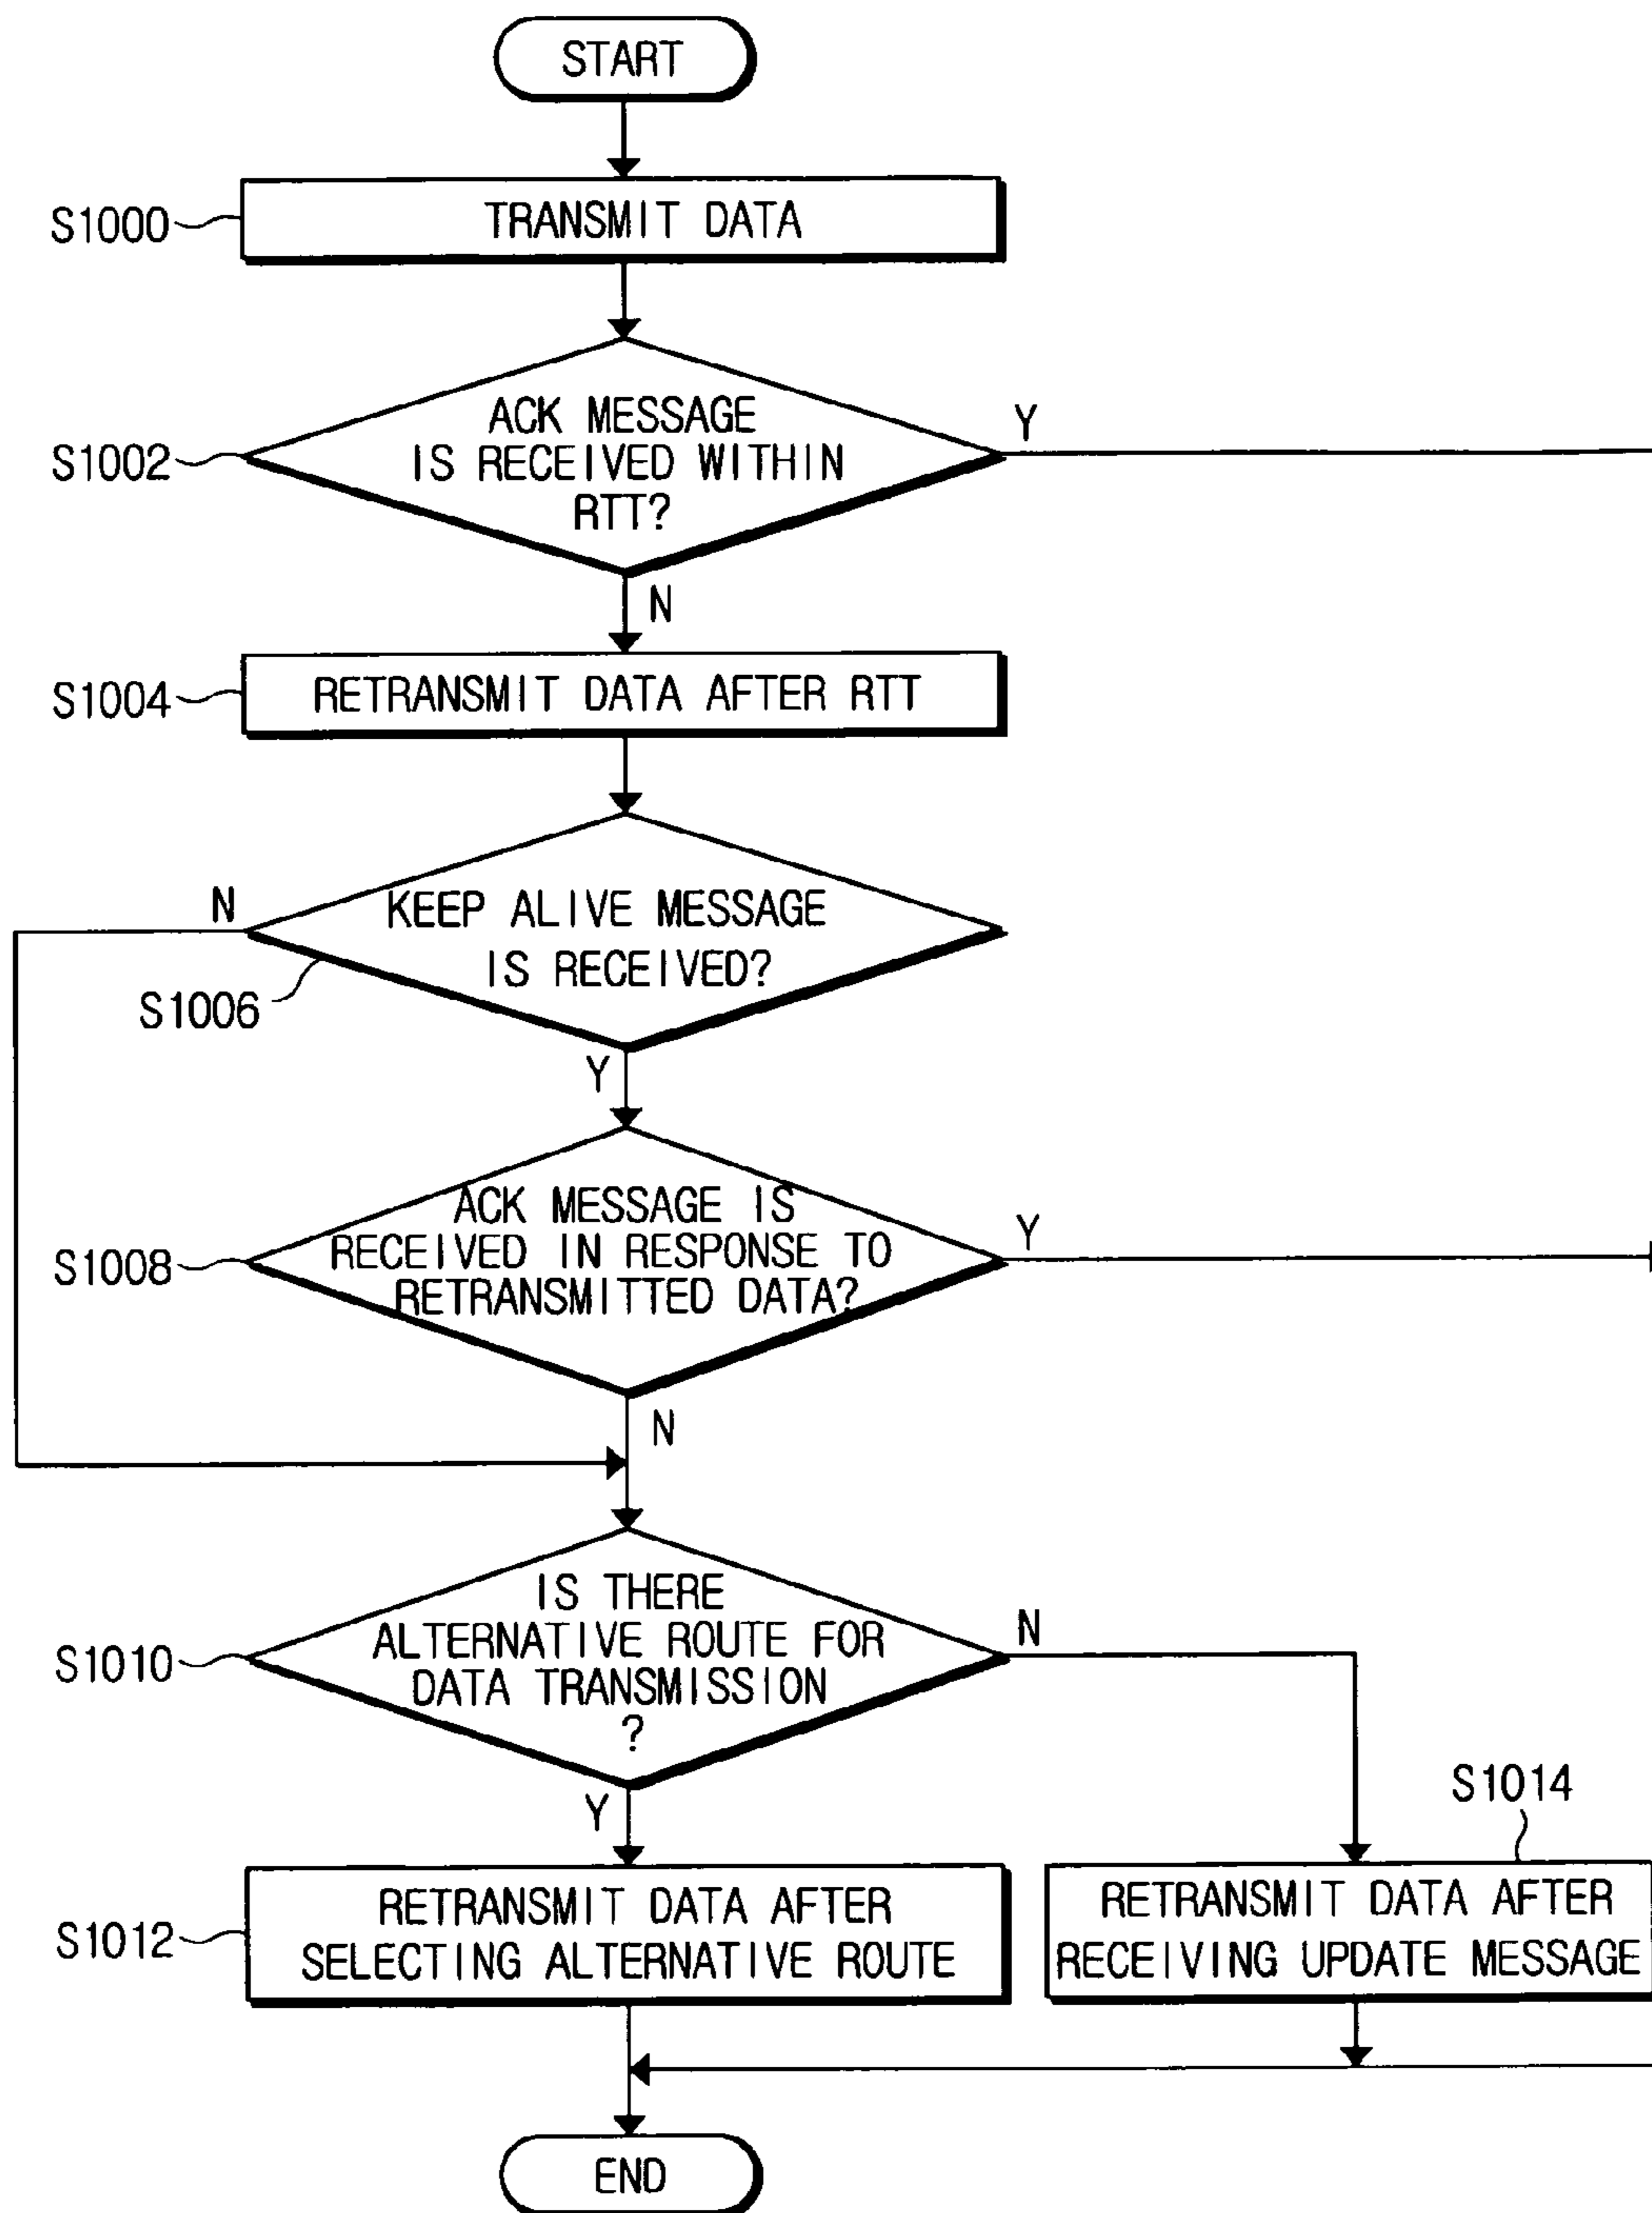 START
S1000
TRANSMIT DATA
S1002
ACK MESSAGE
IS RECEIVED WITHIN
RTT?
Y
N
S1004
RETRANSMIT DATA AFTER RTT
N
KEEP ALIVE MESSAGE
IS RECEIVED?
S1006
Y
S1008
ACK MESSAGE IS
RECEIVED IN RESPONSE TO
RETRANSMITTED DATA?
Y
N
S1010
IS THERE
ALTERNATIVE ROUTE FOR
DATA TRANSMISSION
?
N
Y
S1014
S1012
RETRANSMIT DATA AFTER
SELECTING ALTERNATIVE ROUTE
RETRANSMIT DATA AFTER
RECEIVING UPDATE MESSAGE
END